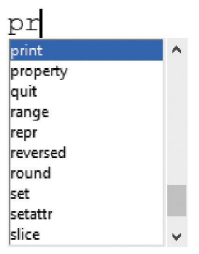 pr
print
property
quit
range
repr
reversed
round
set
setattr
slice